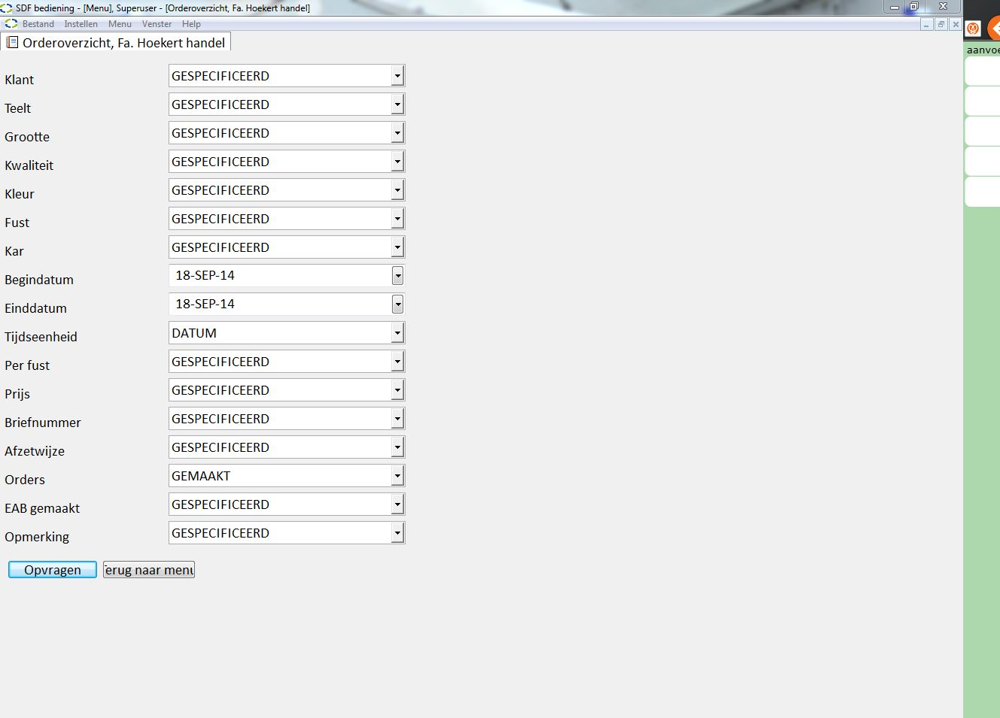 SDF bediening - [Menu], Superuser - [Orderoverzicht, Fa. Hoekert handel]
Bestand Instellen Menu Venster Help
Orderoverzicht, Fa. Hoekert handel
aanvoe
Klant GESPECIFICEERD
Teelt GESPECIFICEERD
Grootte GESPECIFICEERD
Kwaliteit GESPECIFICEERD
Kleur GESPECIFICEERD
Fust GESPECIFICEERD
Kar GESPECIFICEERD
Begindatum 18-SEP-14
Einddatum 18-SEP-14
Tijdseenheid DATUM
Per fust GESPECIFICEERD
Prijs GESPECIFICEERD
Briefnummer GESPECIFICEERD
Afzetwijze GESPECIFICEERD
Orders GEMAAKT
EAB gemaakt GESPECIFICEERD
Opmerking GESPECIFICEERD
Opvragen Terug naar menu